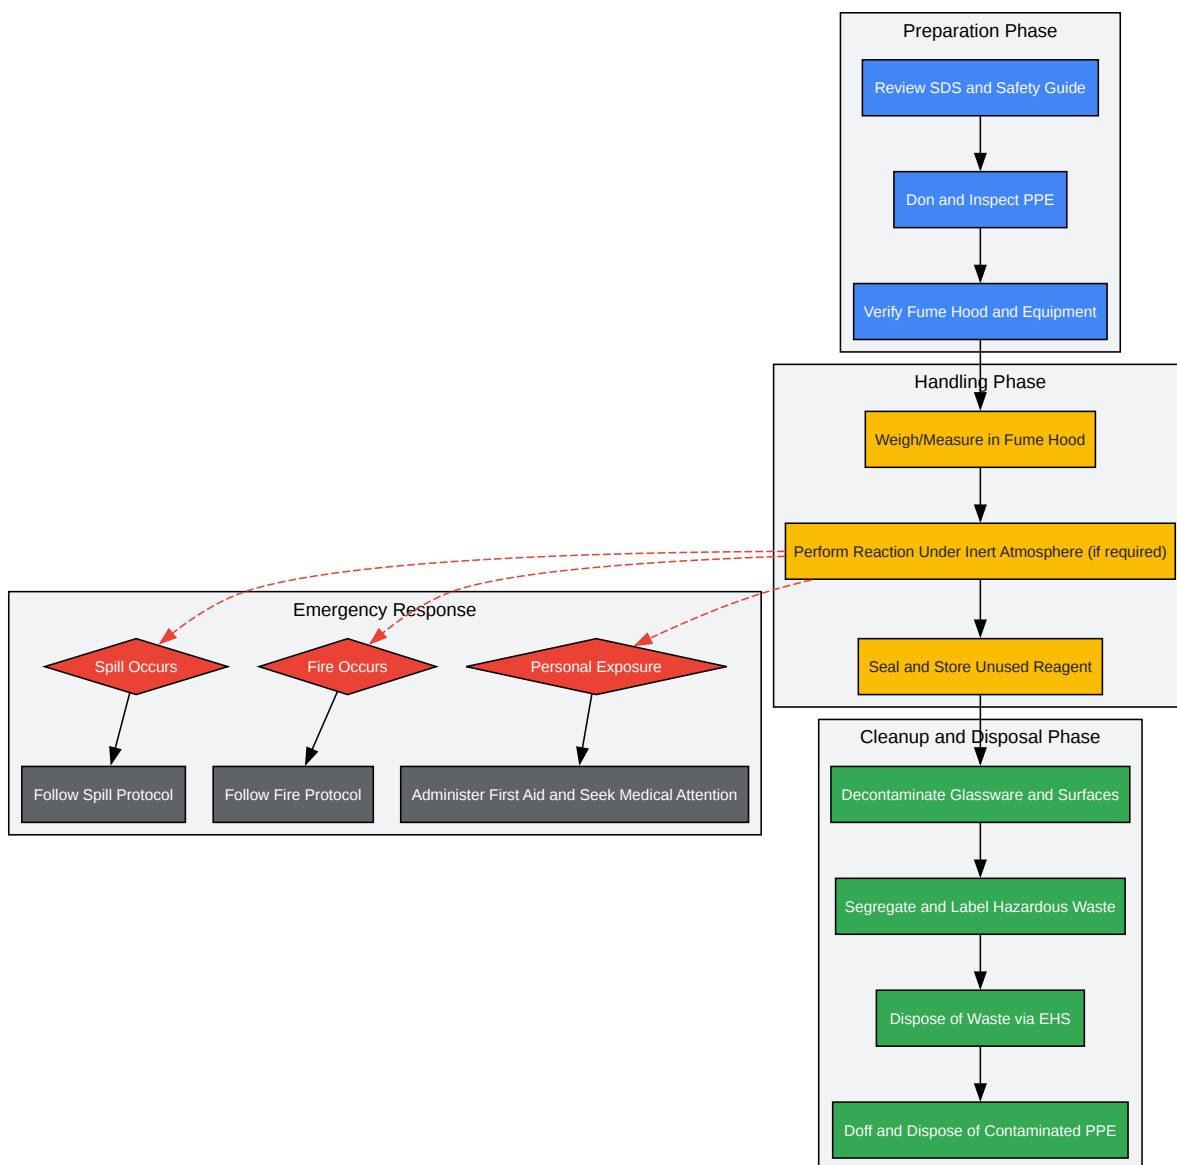 Preparation Phase
Review SDS and Safety Guide
Don and Inspect PPE
Verify Fume Hood and Equipment
Handling Phase
Weigh/Measure in Fume Hood
Perform Reaction Under Inert Atmosphere (if required)
Seal and Store Unused Reagent
Emergency Response
Spill Occurs
Fire Occurs
Personal Exposure
Follow Spill Protocol
Follow Fire Protocol
Administer First Aid and Seek Medical Attention
Cleanup and Disposal Phase
Decontaminate Glassware and Surfaces
Segregate and Label Hazardous Waste
Dispose of Waste via EHS
Doff and Dispose of Contaminated PPE